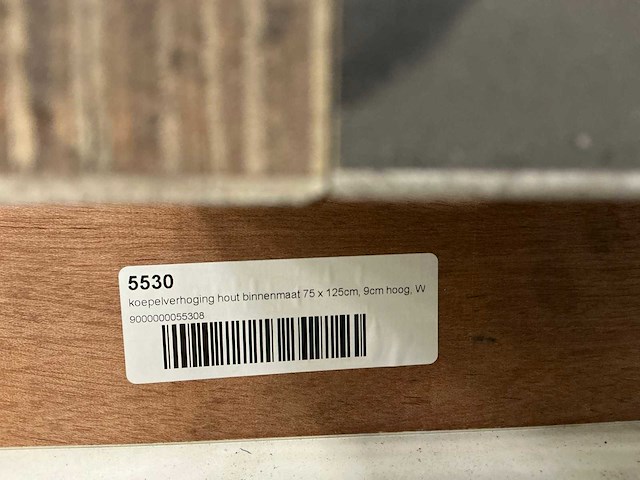 5530
koepelverhoging hout binnenmaat 75 x 125cm, 9cm hoog, W
9000000055308